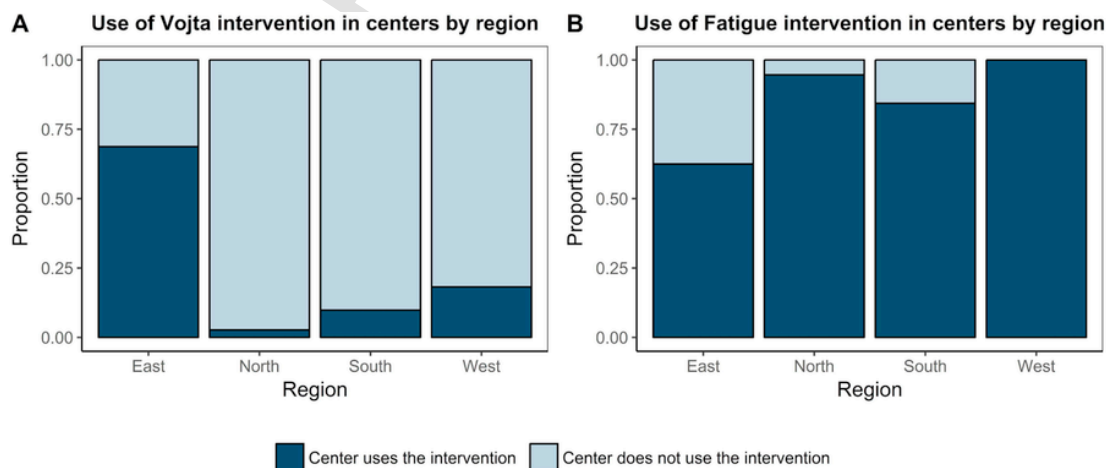 A Use of Vojta intervention in centers by region
Proportion
1.00
0.75
0.50
0.25
0.00
East North South West
Region
B Use of Fatigue intervention in centers by region
Proportion
1.00
0.75
0.50
0.25
0.00
East North South West
Region
Center uses the intervention Center does not use the intervention